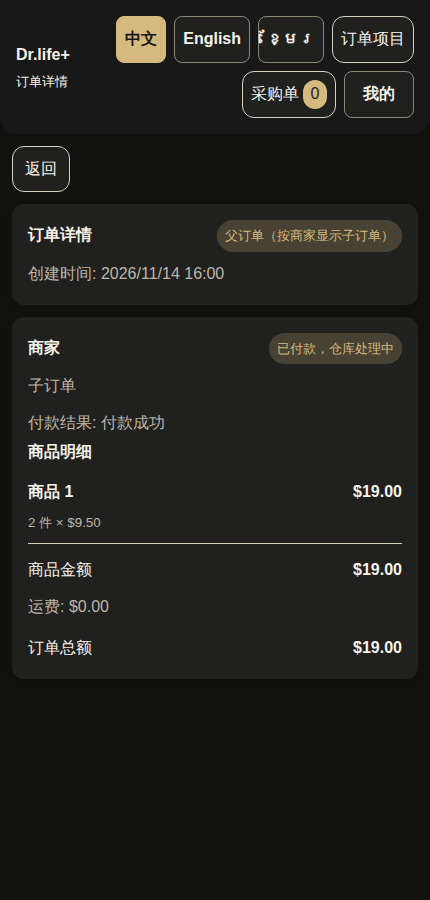 Dr.life+
订单详情
中文
English
ខ្មែរ
订单项目
采购单 0
我的
返回
订单详情
父订单（按商家显示子订单）
创建时间: 2026/11/14 16:00
商家
已付款，仓库处理中
子订单
付款结果: 付款成功
商品明细
商品 1 $19.00
2 件 × $9.50
商品金额 $19.00
运费: $0.00
订单总额 $19.00